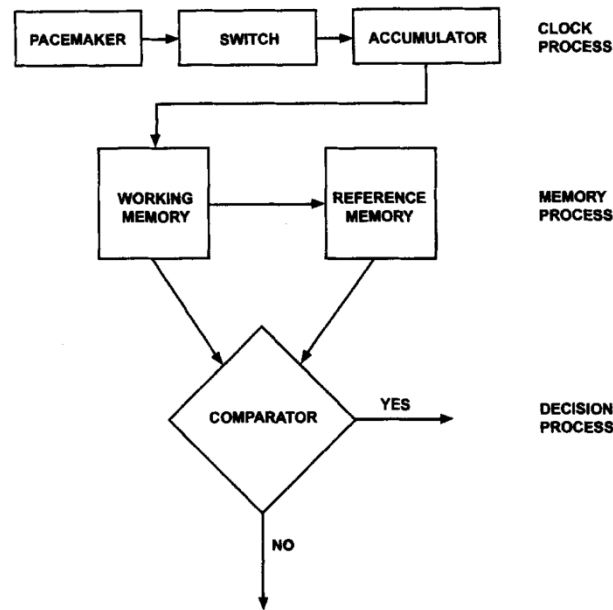 PACEMAKER
SWITCH
ACCUMULATOR
CLOCK
PROCESS
WORKING
MEMORY
REFERENCE
MEMORY
MEMORY
PROCESS
COMPARATOR
YES
DECISION
PROCESS
NO